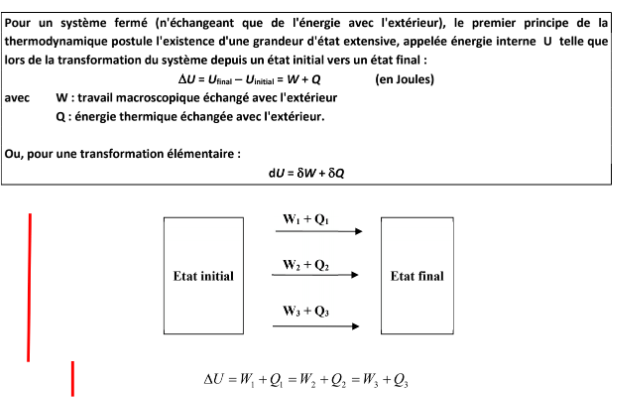 Pour un système fermé (n'échangeant que de l'énergie avec l'extérieur), le premier principe de la
thermodynamique postule l'existence d'une grandeur d'état extensive, appelée énergie interne U telle que
lors de la transformation du système depuis un état initial vers un état final :
ΔU = U_final – U_initial = W + Q (en Joules)
avec W : travail macroscopique échangé avec l'extérieur
Q : énergie thermique échangée avec l'extérieur.
Ou, pour une transformation élémentaire :
dU = δW + δQ
W₁ + Q₁
W₂ + Q₂
Etat initial
Etat final
W₃ + Q₃
ΔU = W₁ + Q₁ = W₂ + Q₂ = W₃ + Q₃